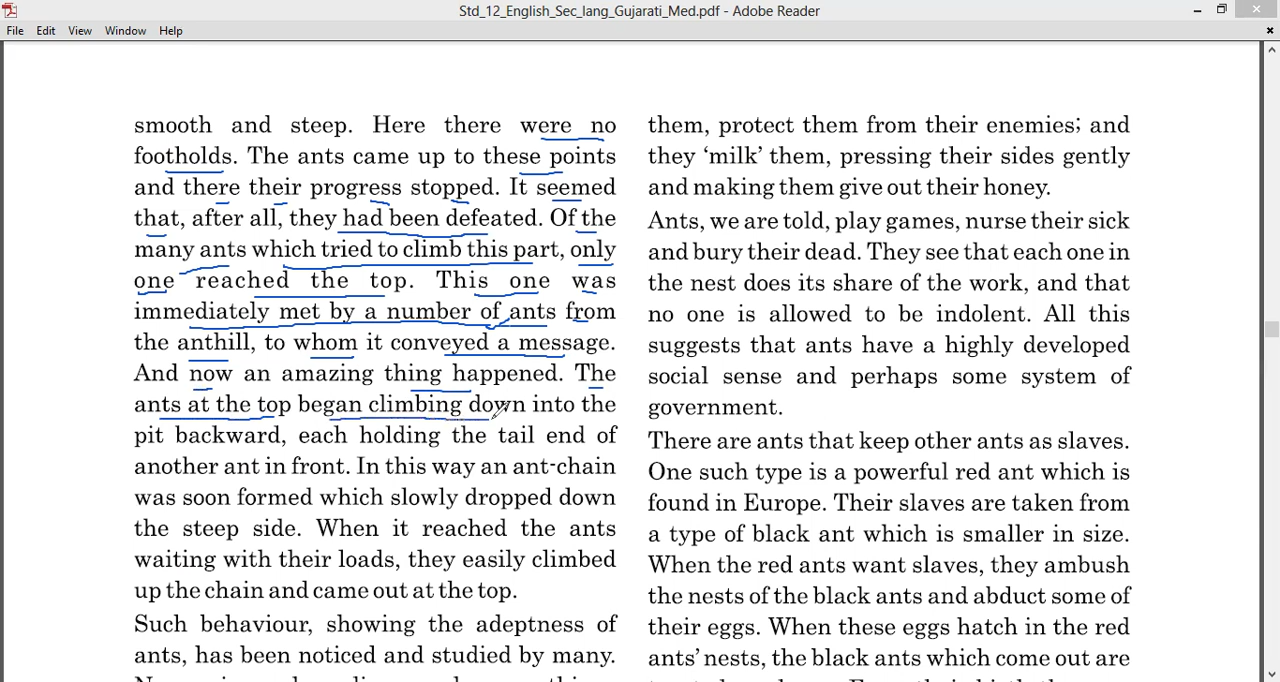 Std_12_English_Sec_lang_Gujarati_Med.pdf - Adobe Reader
File Edit View Window Help
smooth and steep. Here there were no
footholds. The ants came up to these points
and there their progress stopped. It seemed
that, after all, they had been defeated. Of the
many ants which tried to climb this part, only
one reached the top. This one was
immediately met by a number of ants from
the anthill, to whom it conveyed a message.
And now an amazing thing happened. The
ants at the top began climbing down into the
pit backward, each holding the tail end of
another ant in front. In this way an ant-chain
was soon formed which slowly dropped down
the steep side. When it reached the ants
waiting with their loads, they easily climbed
up the chain and came out at the top.
Such behaviour, showing the adeptness of
ants, has been noticed and studied by many.
them, protect them from their enemies; and
they ‘milk’ them, pressing their sides gently
and making them give out their honey.
Ants, we are told, play games, nurse their sick
and bury their dead. They see that each one in
the nest does its share of the work, and that
no one is allowed to be indolent. All this
suggests that ants have a highly developed
social sense and perhaps some system of
government.
There are ants that keep other ants as slaves.
One such type is a powerful red ant which is
found in Europe. Their slaves are taken from
a type of black ant which is smaller in size.
When the red ants want slaves, they ambush
the nests of the black ants and abduct some of
their eggs. When these eggs hatch in the red
ants’ nests, the black ants which come out are